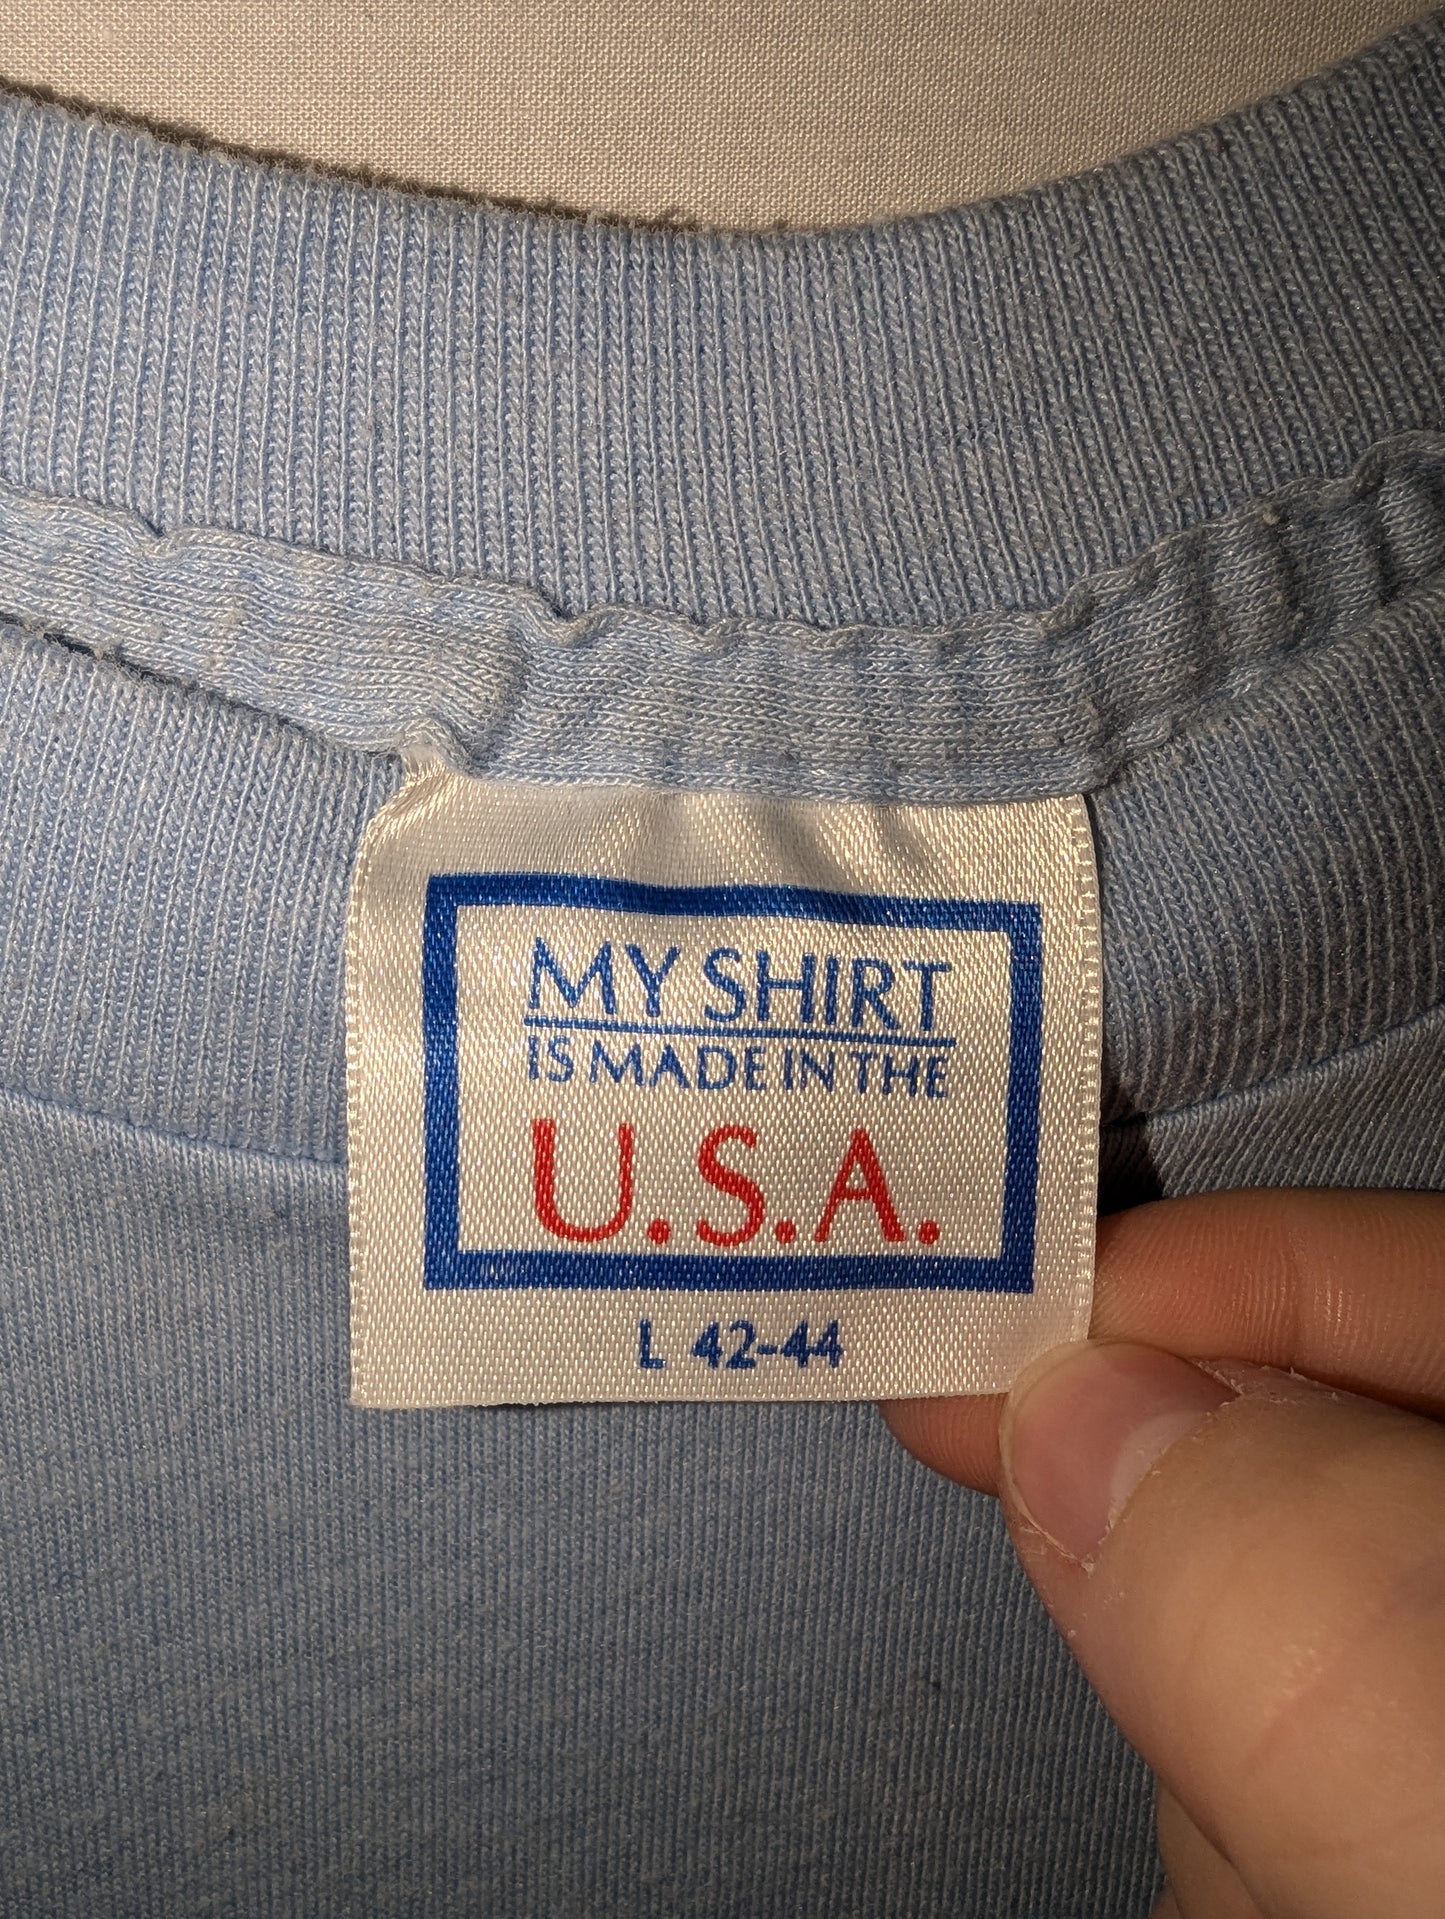 MY SHIRT
IS MADE IN THE
U.S.A.
L 42-44